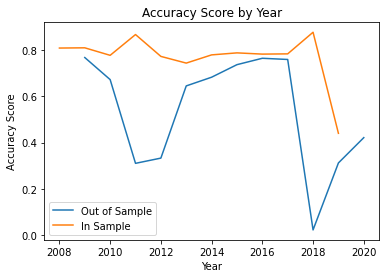 Accuracy Score by Year
Accuracy Score
0.8
0.6
0.4
0.2
0.0
Out of Sample
In Sample
2008 2010 2012 2014 2016 2018 2020
Year